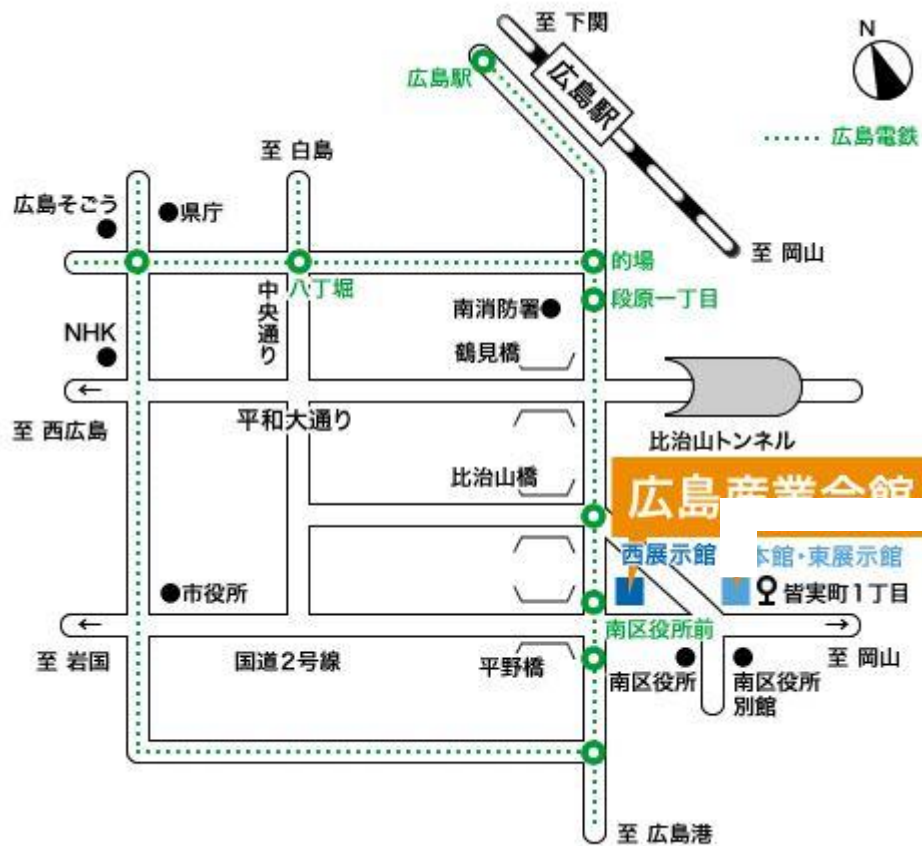 至 下関
N
広島駅
広島駅
広島電鉄
至 白島
広島そごう
県庁
至 岡山
的場
八丁堀
段原一丁目
中央通り
南消防署
NHK
鶴見橋
至 西広島
平和大通り
比治山トンネル
比治山橋
広島産業会館
西展示館
本館・東展示館
市役所
皆実町1丁目
南区役所前
至 岩国
国道2号線
平野橋
南区役所
南区役所
別館
至 岡山
至 広島港